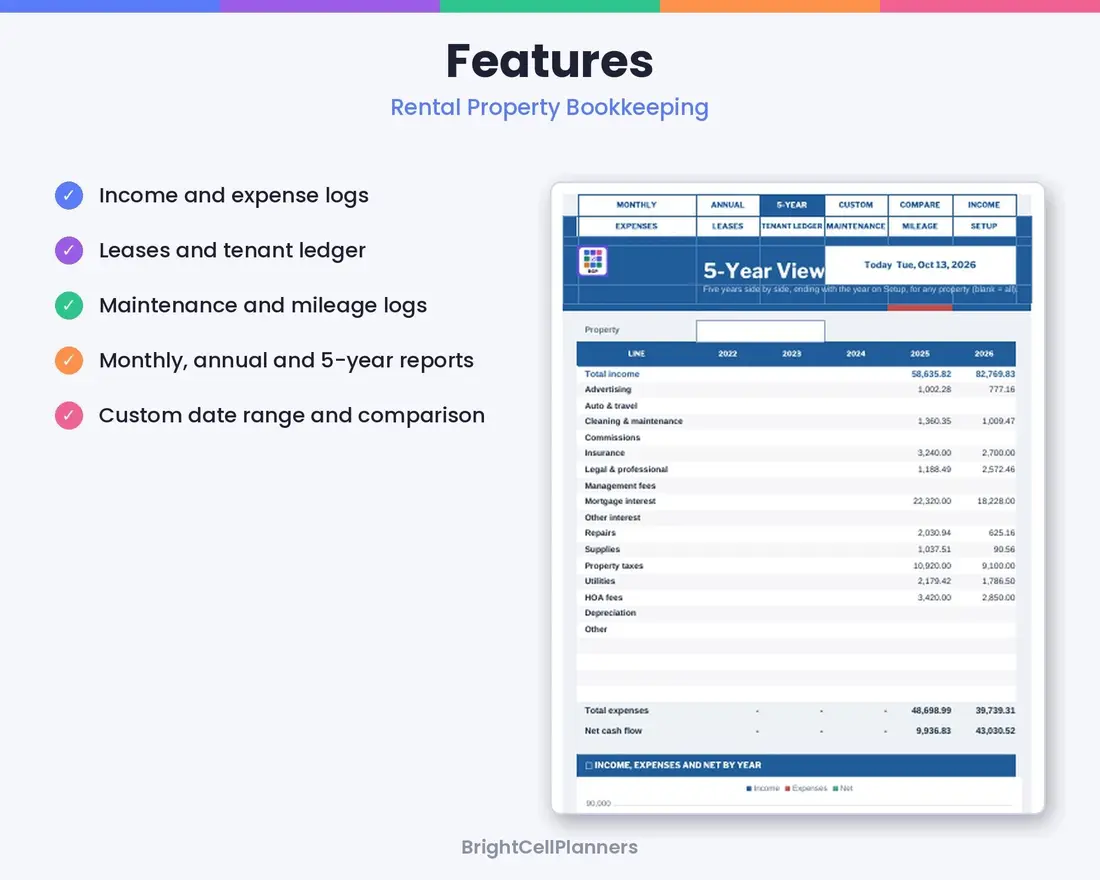 Features
Rental Property Bookkeeping
✓ Income and expense logs
✓ Leases and tenant ledger
✓ Maintenance and mileage logs
✓ Monthly, annual and 5-year reports
✓ Custom date range and comparison
MONTHLY ANNUAL 5-YEAR CUSTOM COMPARE INCOME
EXPENSES LEASES TENANT LEDGER MAINTENANCE MILEAGE SETUP
BCP
5-Year View
Today Tue, Oct 13, 2026
Five years side by side, ending with the year on Setup, for any property (blank = all).
Property
LINE 2022 2023 2024 2025 2026
Total income 58,635.82 82,769.83
Advertising 1,002.28 777.16
Auto & travel
Cleaning & maintenance 1,360.35 1,009.47
Commissions
Insurance 3,240.00 2,700.00
Legal & professional 1,188.49 2,572.46
Management fees
Mortgage interest 22,320.00 18,228.00
Other interest
Repairs 2,030.94 625.16
Supplies 1,037.51 90.56
Property taxes 10,920.00 9,100.00
Utilities 2,179.42 1,786.50
HOA fees 3,420.00 2,850.00
Depreciation
Other
Total expenses - - - 48,698.99 39,739.31
Net cash flow - - - 9,936.83 43,030.52
INCOME, EXPENSES AND NET BY YEAR
Income Expenses Net
90,000
BrightCellPlanners